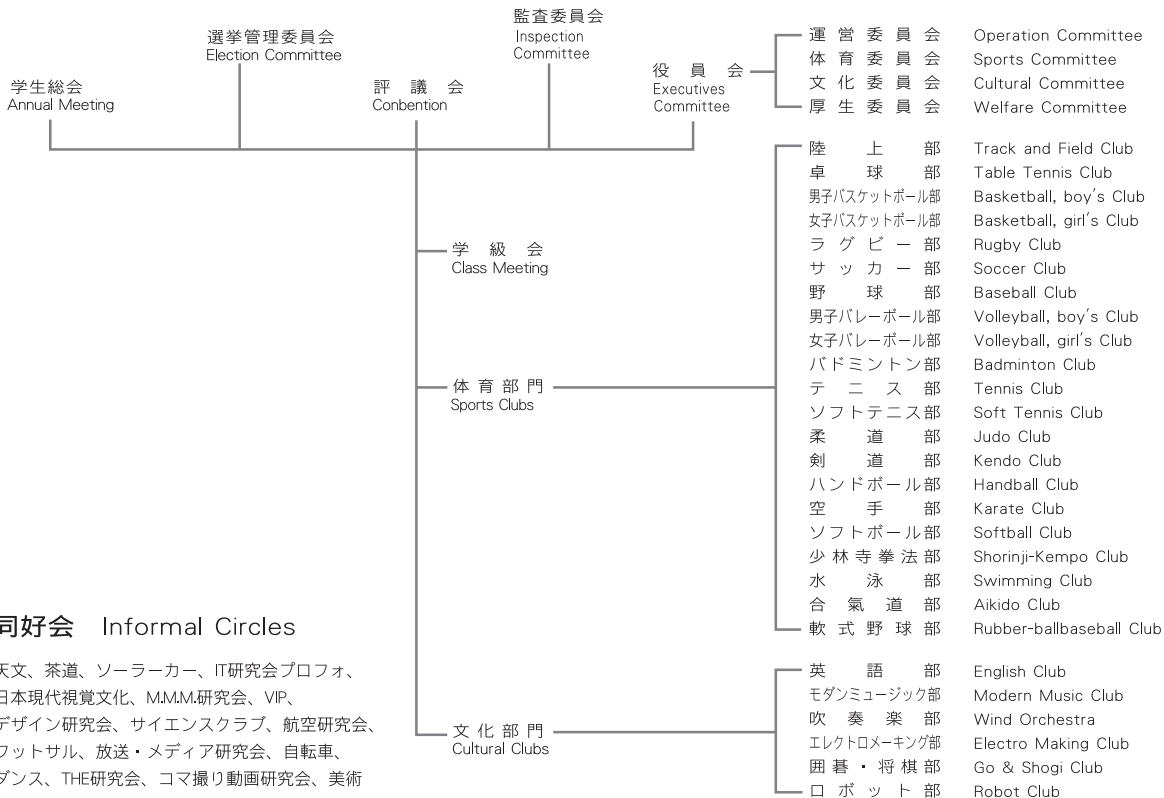 監査委員会
Inspection
Committee
選挙管理委員会
Election Committee
学生総会
Annual Meeting
評議会
Conbention
役員会
Executives
Committee
運営委員会 Operation Committee
体育委員会 Sports Committee
文化委員会 Cultural Committee
厚生委員会 Welfare Committee
学級会
Class Meeting
体育部門
Sports Clubs
陸上部 Track and Field Club
卓球部 Table Tennis Club
男子バスケットボール部 Basketball, boy's Club
女子バスケットボール部 Basketball, girl's Club
ラグビー部 Rugby Club
サッカー部 Soccer Club
野球部 Baseball Club
男子バレーボール部 Volleyball, boy's Club
女子バレーボール部 Volleyball, girl's Club
バドミントン部 Badminton Club
テニス部 Tennis Club
ソフトテニス部 Soft Tennis Club
柔道部 Judo Club
剣道部 Kendo Club
ハンドボール部 Handball Club
空手部 Karate Club
ソフトボール部 Softball Club
少林寺拳法部 Shorinji-Kempo Club
水泳部 Swimming Club
合氣道部 Aikido Club
軟式野球部 Rubber-ballbaseball Club
文化部門
Cultural Clubs
英語部 English Club
モダンミュージック部 Modern Music Club
吹奏楽部 Wind Orchestra
エレクトロメーキング部 Electro Making Club
囲碁・将棋部 Go & Shogi Club
ロボット部 Robot Club
同好会 Informal Circles
天文、茶道、ソーラーカー、IT研究会プロフォ、
日本現代視覚文化、M.M.M.研究会、VIP、
デザイン研究会、サイエンスクラブ、航空研究会、
フットサル、放送・メディア研究会、自転車、
ダンス、THE研究会、コマ撮り動画研究会、美術